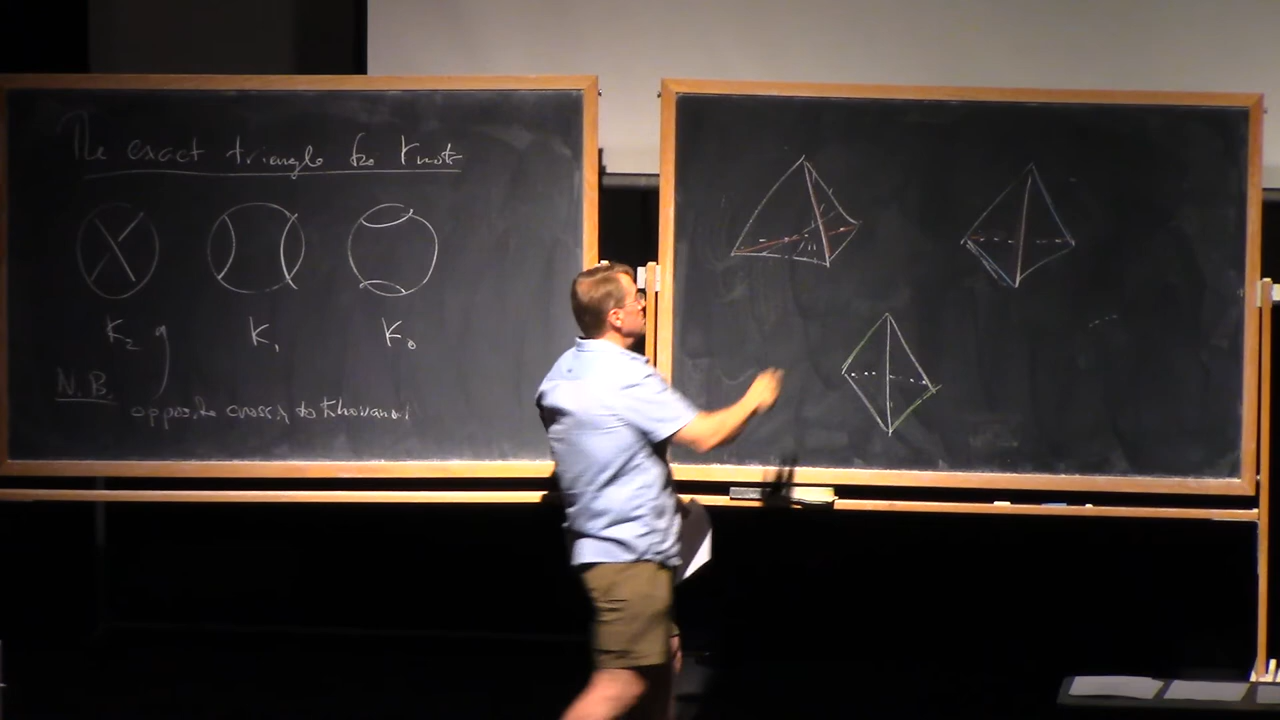 The exact triangle for Knots
K₂ K₁ K₀
N.B.
opposite crossing to Khovanov